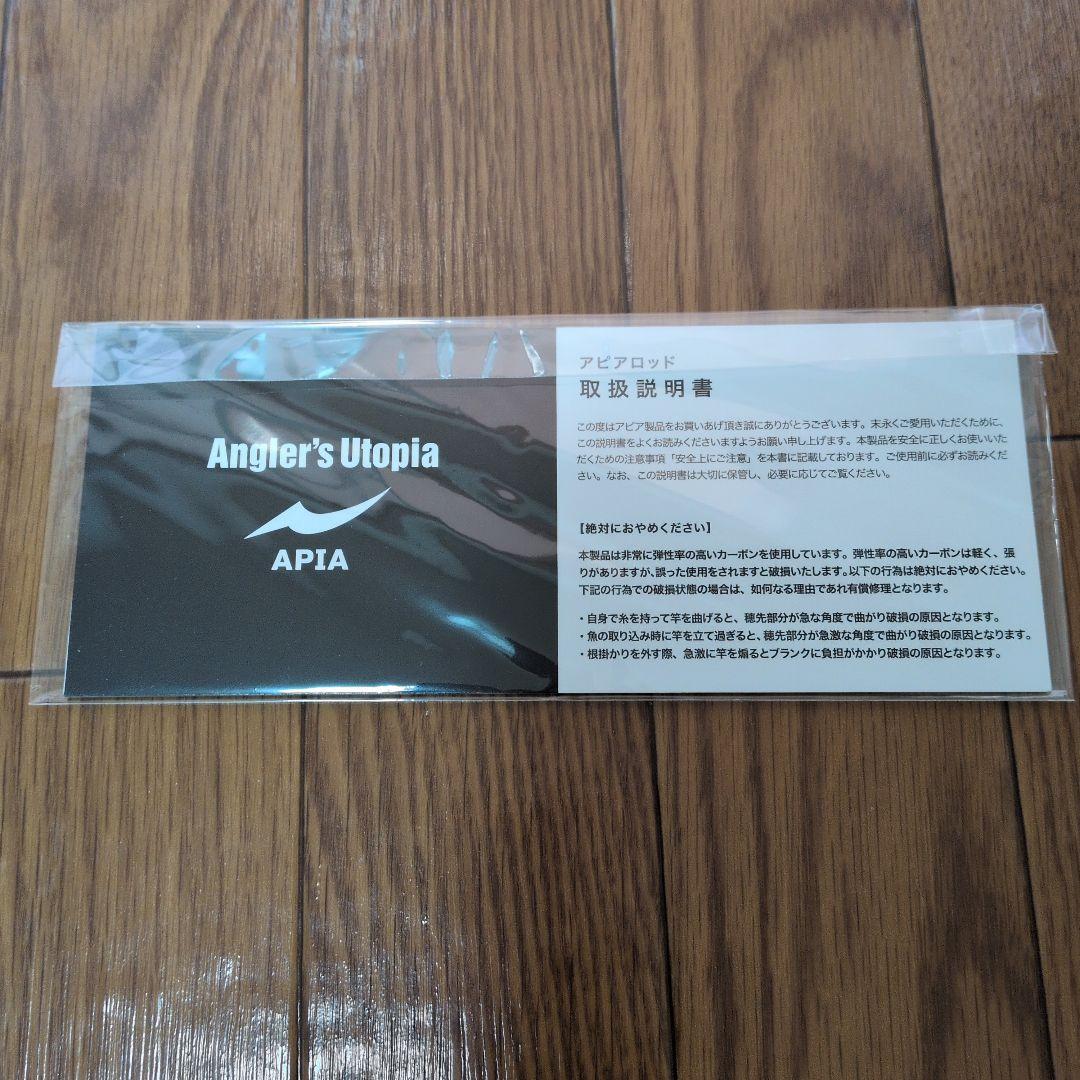 Angler's Utopia
APIA
アピアロッド
取扱説明書
この度はアピア製品をお買いあげ頂き誠にありがとうございます。末永くご愛用いただくために、
この説明書をよくお読みくださいますようお願い申し上げます。本製品を安全に正しくお使いいた
だくための注意事項「安全上にご注意」を本書に記載しております。ご使用前に必ずお読みくだ
さい。なお、この説明書は大切に保管し、必要に応じてご覧ください。
【絶対におやめください】
本製品は非常に弾性率の高いカーボンを使用しています。弾性率の高いカーボンは軽く、張
りがありますが、誤った使用をされますと破損いたします。以下の行為は絶対におやめください。
下記の行為での破損状態の場合は、如何なる理由であれ有償修理となります。
・自身で糸を持って竿を曲げると、穂先部分が急な角度で曲がり破損の原因となります。
・魚の取り込み時に竿を立て過ぎると、穂先部分が急激な角度で曲がり破損の原因となります。
・根掛かりを外す際、急激に竿を煽るとブランクに負担がかかり破損の原因となります。